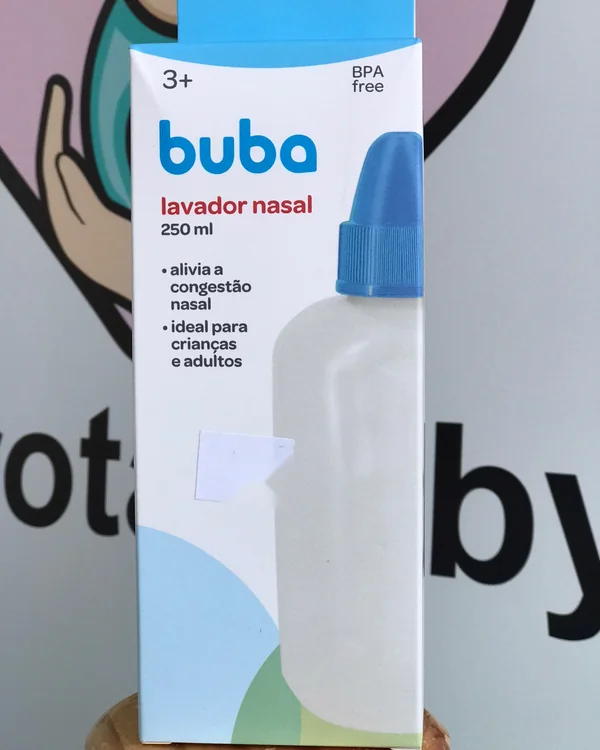 3+
BPA
free
buba
lavador nasal
250 ml
• alivia a
congestão
nasal
• ideal para
crianças
e adultos